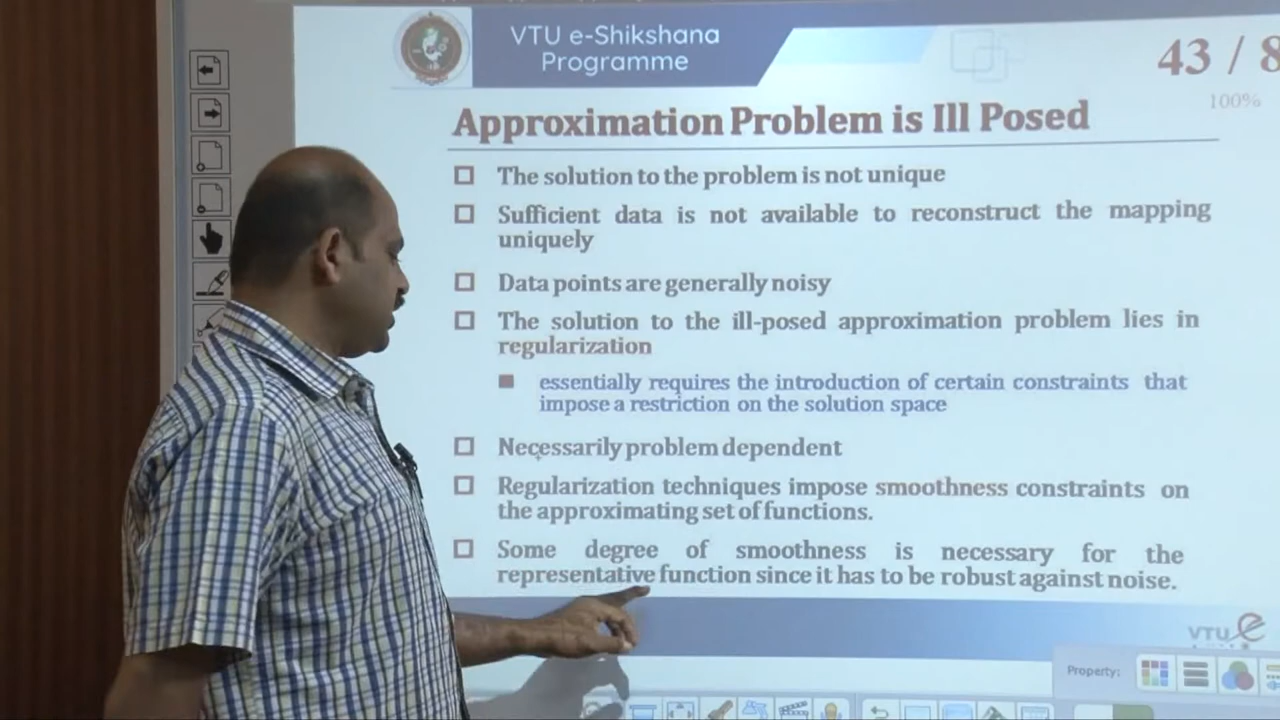 VTU e-Shikshana
Programme
43 / 8
100%
Approximation Problem is Ill Posed
The solution to the problem is not unique
Sufficient data is not available to reconstruct the mapping
uniquely
Data points are generally noisy
The solution to the ill-posed approximation problem lies in
regularization
essentially requires the introduction of certain constraints that
impose a restriction on the solution space
Necessarily problem dependent
Regularization techniques impose smoothness constraints on
the approximating set of functions.
Some degree of smoothness is necessary for the
representative function since it has to be robust against noise.
VTU e
Property: